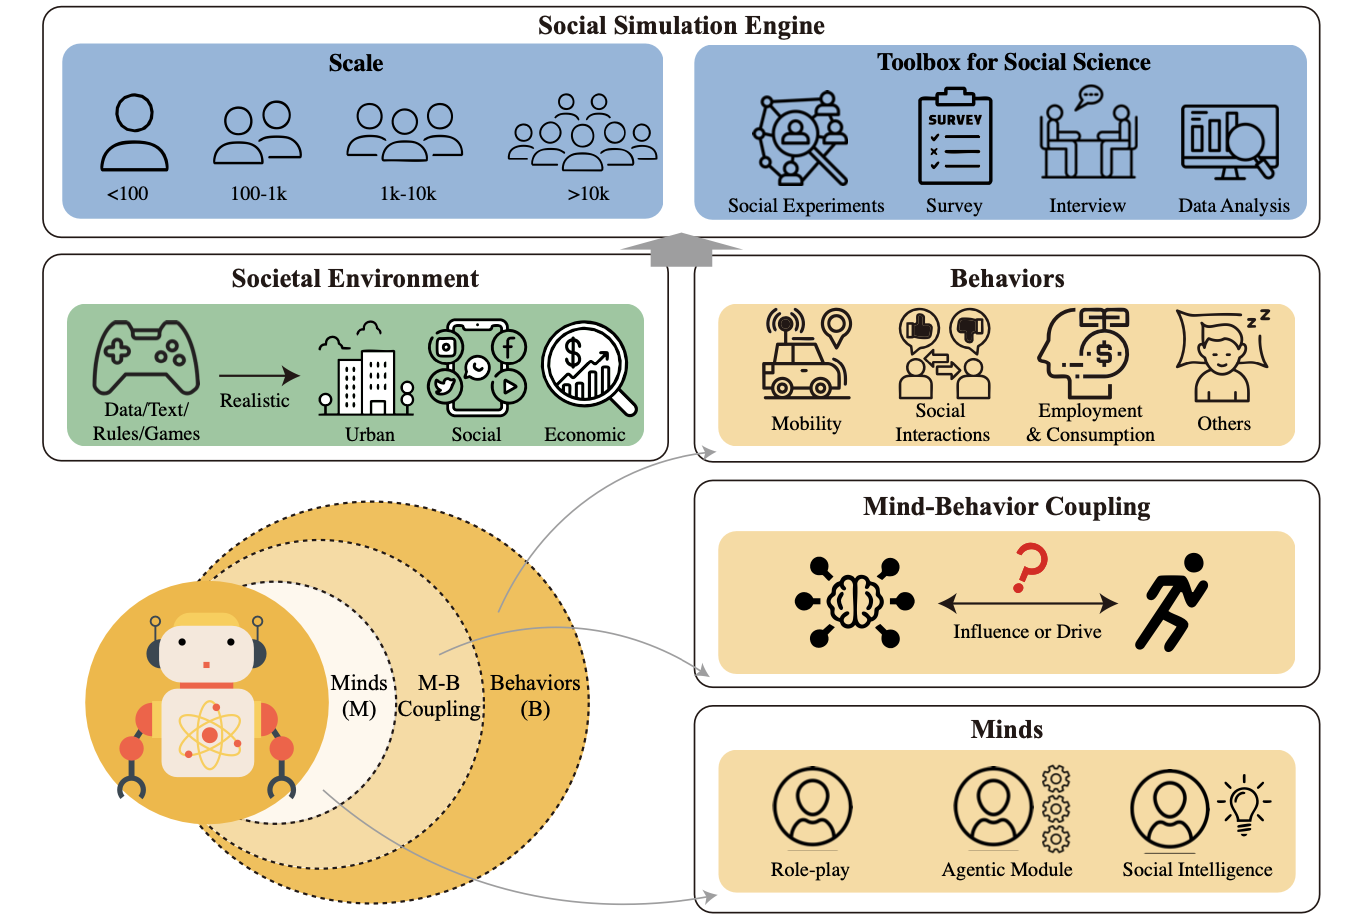 Social Simulation Engine
Scale
<100
100-1k
1k-10k
>10k
Toolbox for Social Science
SURVEY
Social Experiments
Survey
Interview
Data Analysis
Societal Environment
Data/Text/
Rules/Games
Realistic
Urban
Social
Economic
Behaviors
Mobility
Social
Interactions
Employment
& Consumption
z z
Others
Mind-Behavior Coupling
?
Influence or Drive
Minds
(M)
M-B
Coupling
Behaviors
(B)
Minds
Role-play
Agentic Module
Social Intelligence